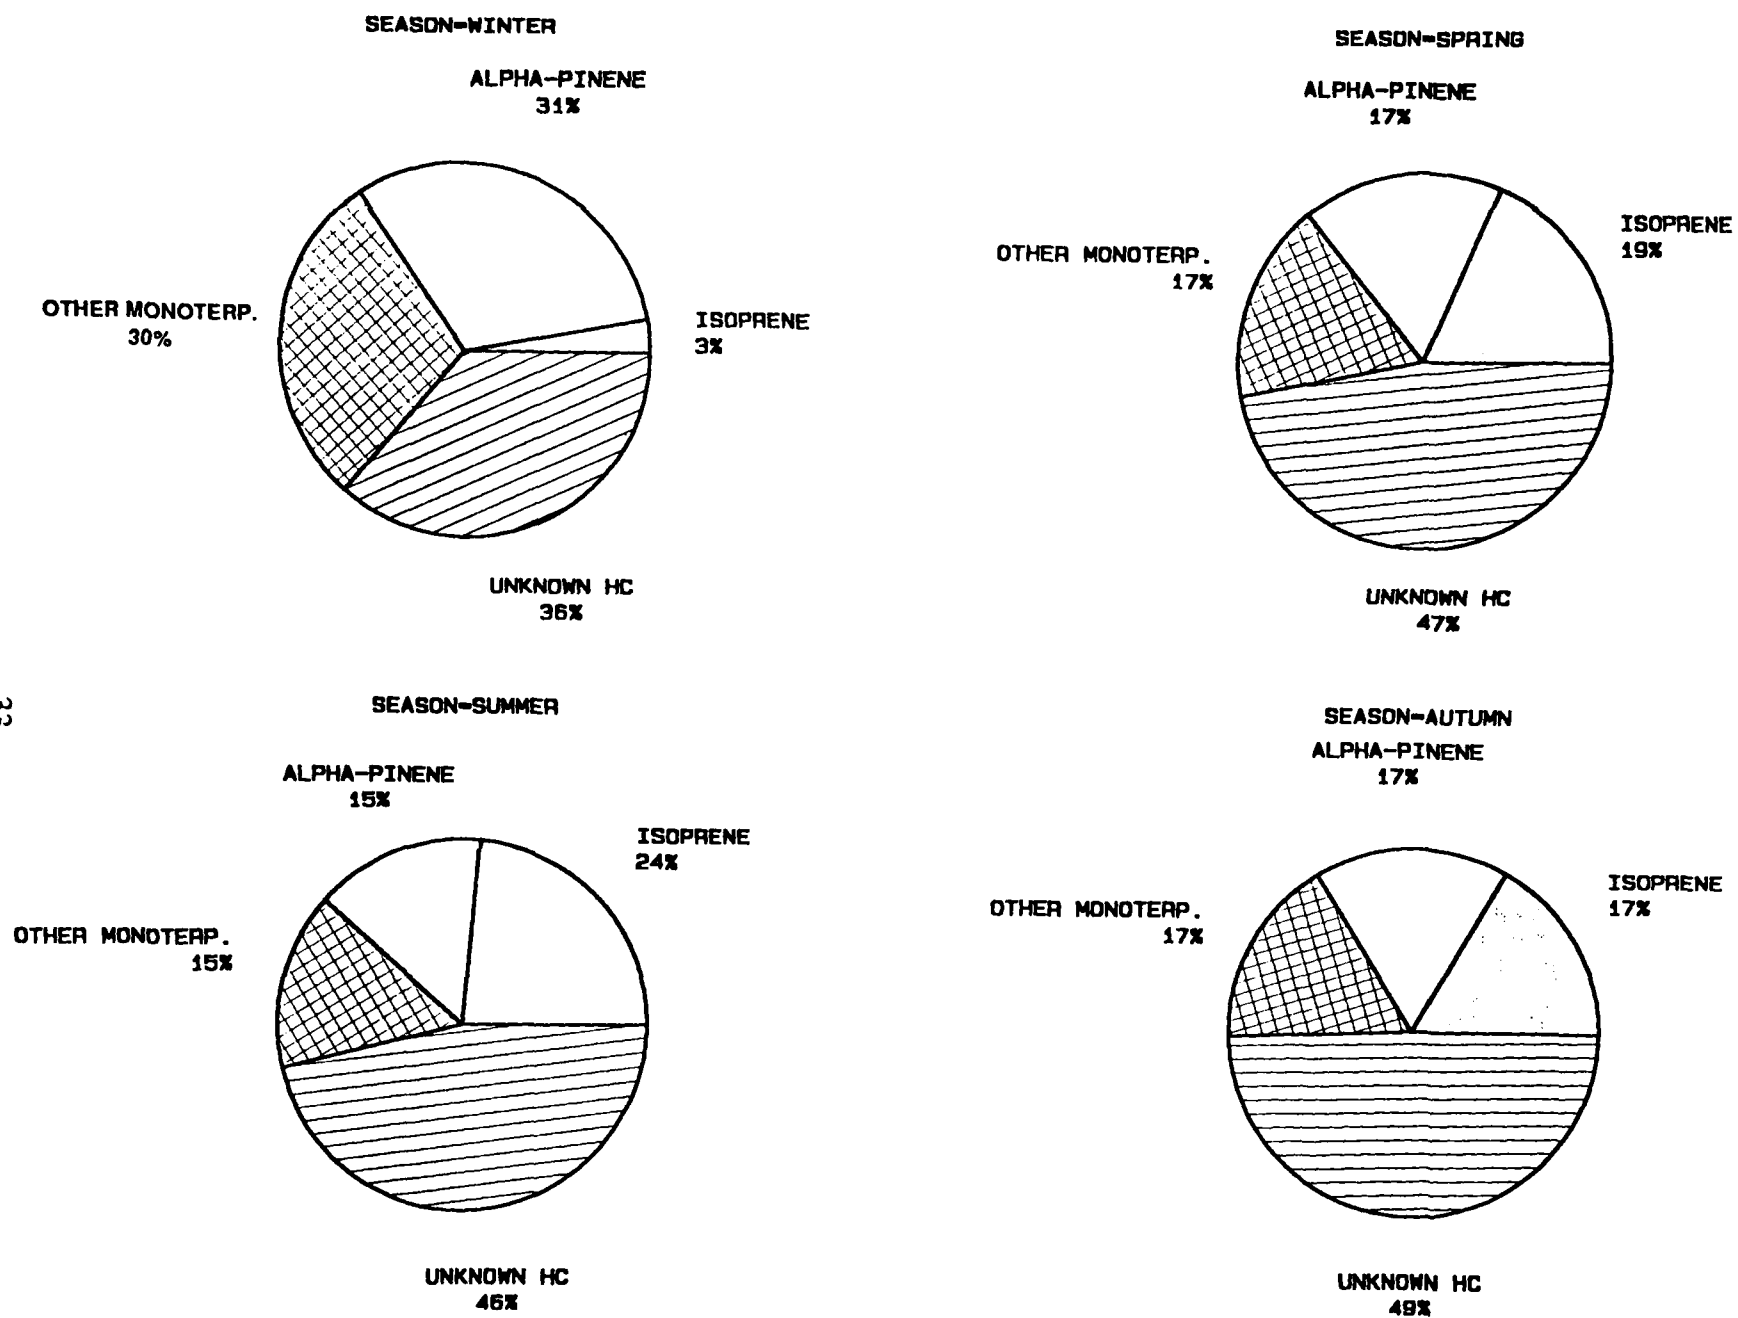 SEASON=WINTER
ALPHA-PINENE
31%
OTHER MONOTERP.
30%
ISOPRENE
3%
UNKNOWN HC
36%
SEASON=SPRING
ALPHA-PINENE
17%
ISOPRENE
19%
OTHER MONOTERP.
17%
UNKNOWN HC
47%
33
SEASON=SUMMER
ALPHA-PINENE
15%
ISOPRENE
24%
OTHER MONOTERP.
15%
UNKNOWN HC
46%
SEASON=AUTUMN
ALPHA-PINENE
17%
ISOPRENE
17%
OTHER MONOTERP.
17%
UNKNOWN HC
49%